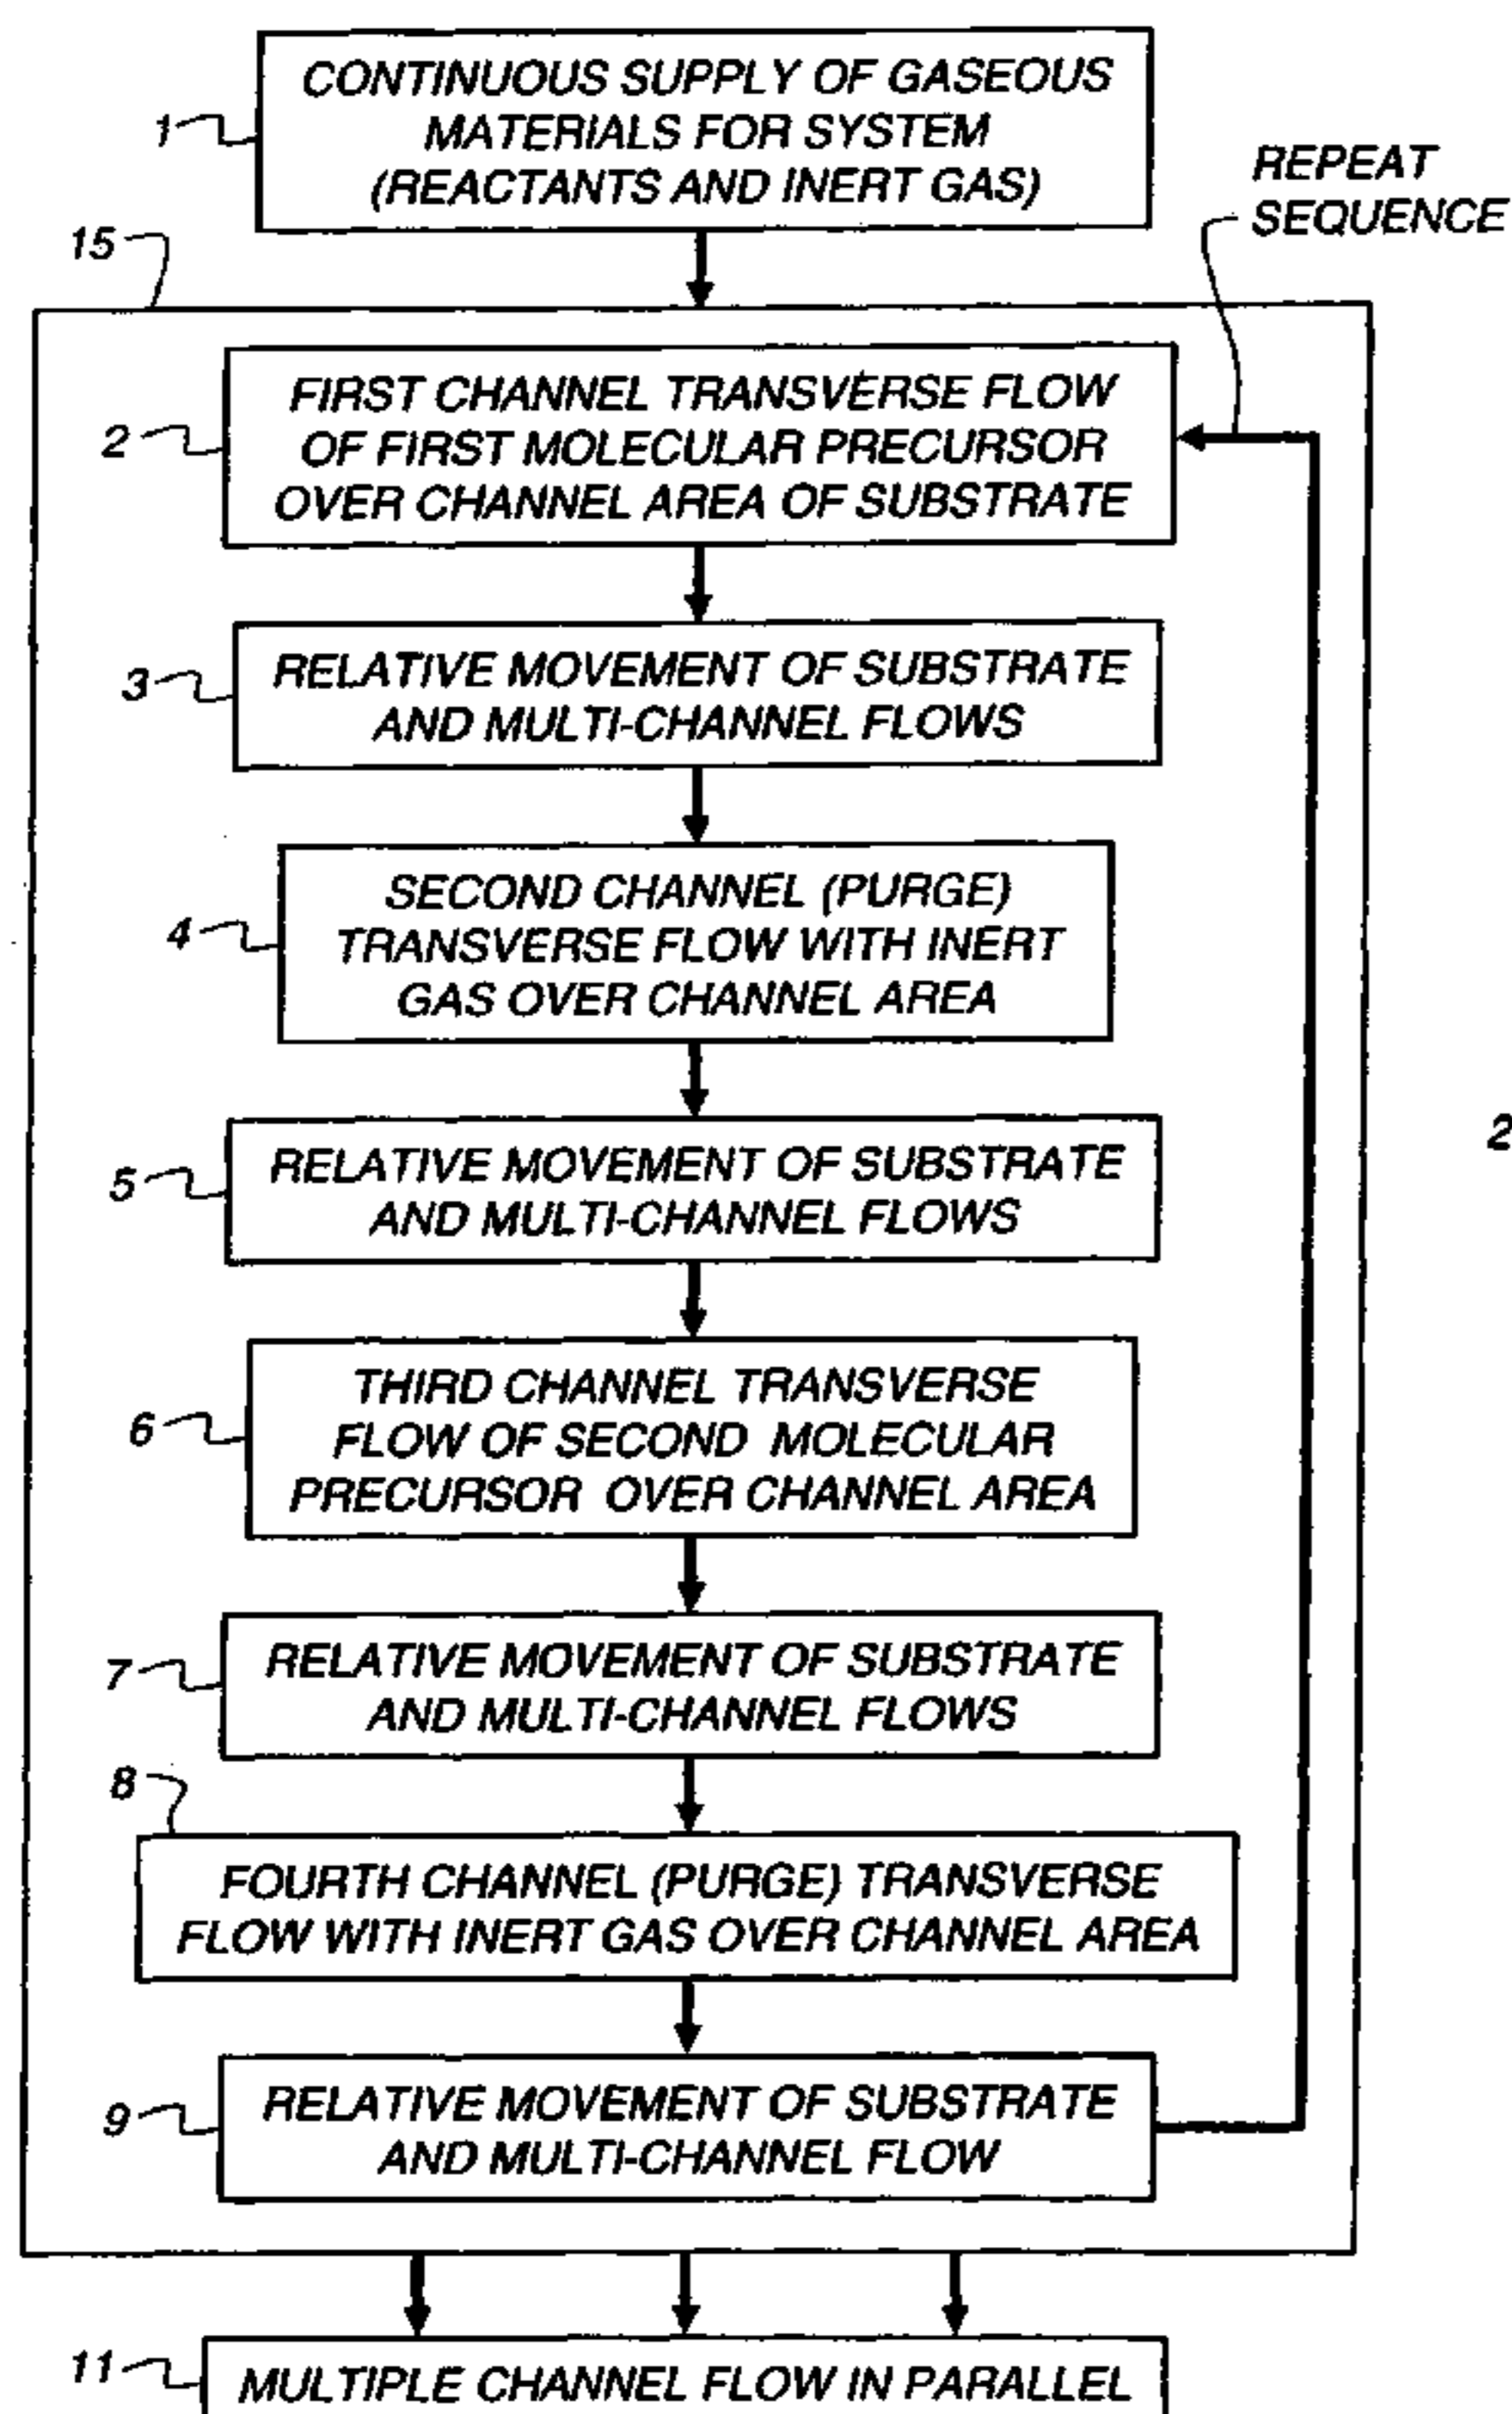 CONTINUOUS SUPPLY OF GASEOUS
MATERIALS FOR SYSTEM
(REACTANTS AND INERT GAS)
1
REPEAT
SEQUENCE
15
FIRST CHANNEL TRANSVERSE FLOW
OF FIRST MOLECULAR PRECURSOR
OVER CHANNEL AREA OF SUBSTRATE
2
RELATIVE MOVEMENT OF SUBSTRATE
AND MULTI-CHANNEL FLOWS
3
SECOND CHANNEL (PURGE)
TRANSVERSE FLOW WITH INERT
GAS OVER CHANNEL AREA
4
2
RELATIVE MOVEMENT OF SUBSTRATE
AND MULTI-CHANNEL FLOWS
5
THIRD CHANNEL TRANSVERSE
FLOW OF SECOND MOLECULAR
PRECURSOR OVER CHANNEL AREA
6
RELATIVE MOVEMENT OF SUBSTRATE
AND MULTI-CHANNEL FLOWS
7
8
FOURTH CHANNEL (PURGE) TRANSVERSE
FLOW WITH INERT GAS OVER CHANNEL AREA
RELATIVE MOVEMENT OF SUBSTRATE
AND MULTI-CHANNEL FLOW
9
11
MULTIPLE CHANNEL FLOW IN PARALLEL